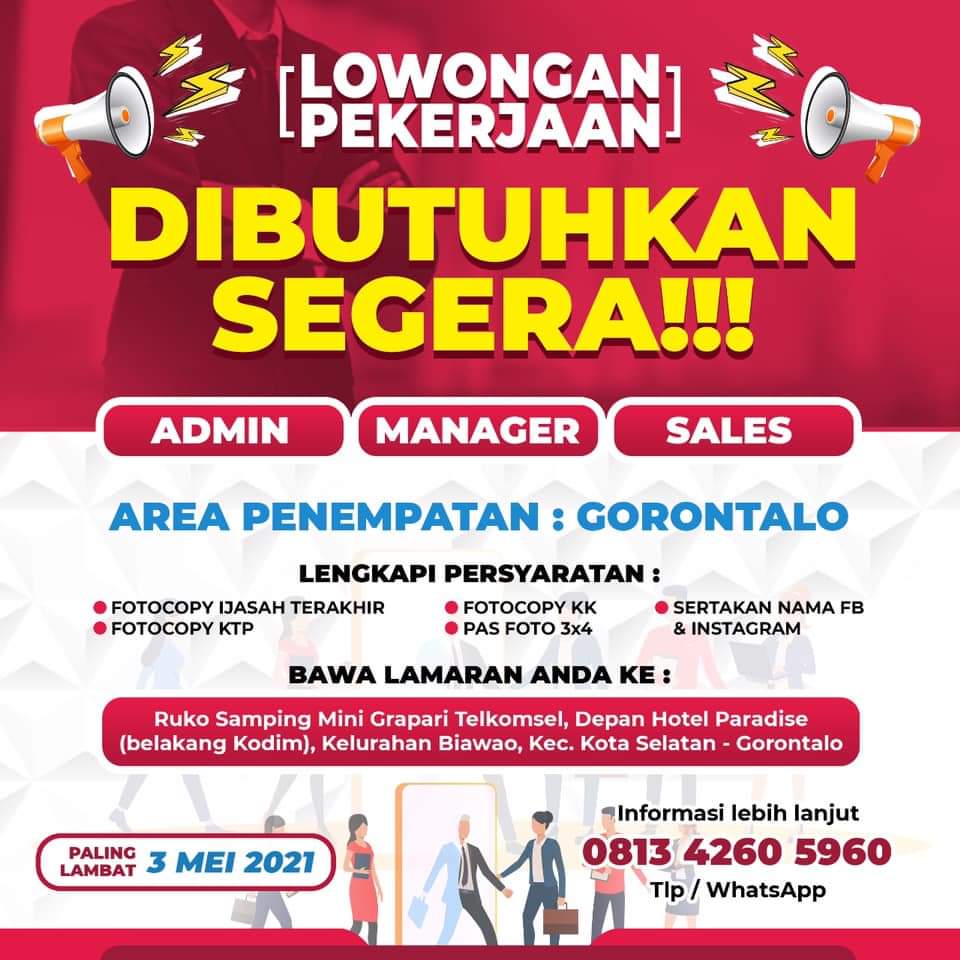 [LOWONGAN
PEKERJAAN]
DIBUTUHKAN
SEGERA!!!
ADMIN
MANAGER
SALES
AREA PENEMPATAN : GORONTALO
LENGKAPI PERSYARATAN :
FOTOCOPY IJASAH TERAKHIR
FOTOCOPY KTP
FOTOCOPY KK
PAS FOTO 3x4
SERTAKAN NAMA FB
& INSTAGRAM
BAWA LAMARAN ANDA KE :
Ruko Samping Mini Grapari Telkomsel, Depan Hotel Paradise
(belakang Kodim), Kelurahan Biawao, Kec. Kota Selatan - Gorontalo
PALING
LAMBAT
3 MEI 2021
Informasi lebih lanjut
0813 4260 5960
Tlp / WhatsApp